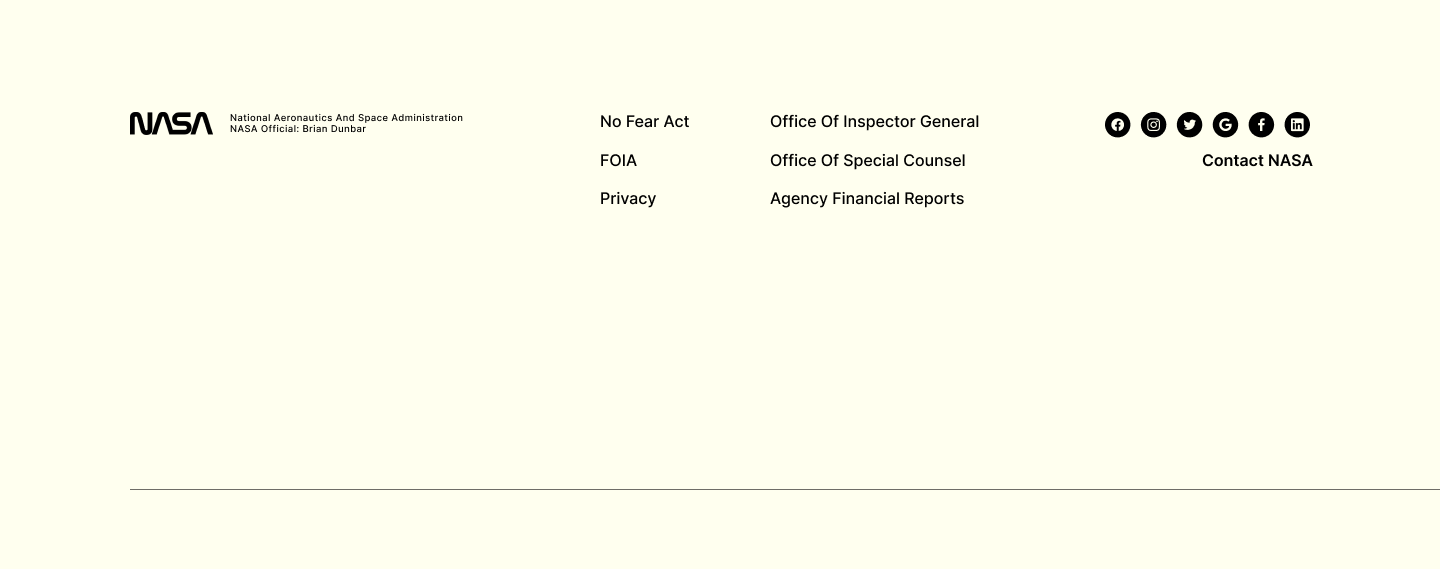 NASA
National Aeronautics And Space Administration
NASA Official: Brian Dunbar
No Fear Act
FOIA
Privacy
Office Of Inspector General
Office Of Special Counsel
Agency Financial Reports
Contact NASA